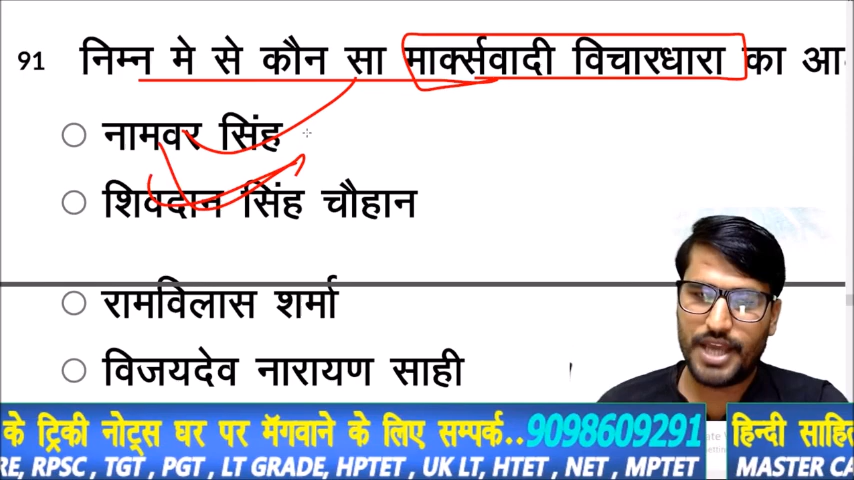 91 निम्न मे से कौन सा मार्क्सवादी विचारधारा का आ
नामवर सिंह
शिवदान सिंह चौहान
रामविलास शर्मा
विजयदेव नारायण साही
के ट्रिकी नोट्स घर पर मॅगवाने के लिए सम्पर्क..9098609291 हिन्दी साहि
RE, RPSC , TGT , PGT , LT GRADE, HPTET , UK LT, HTET , NET , MPTET MASTER CA